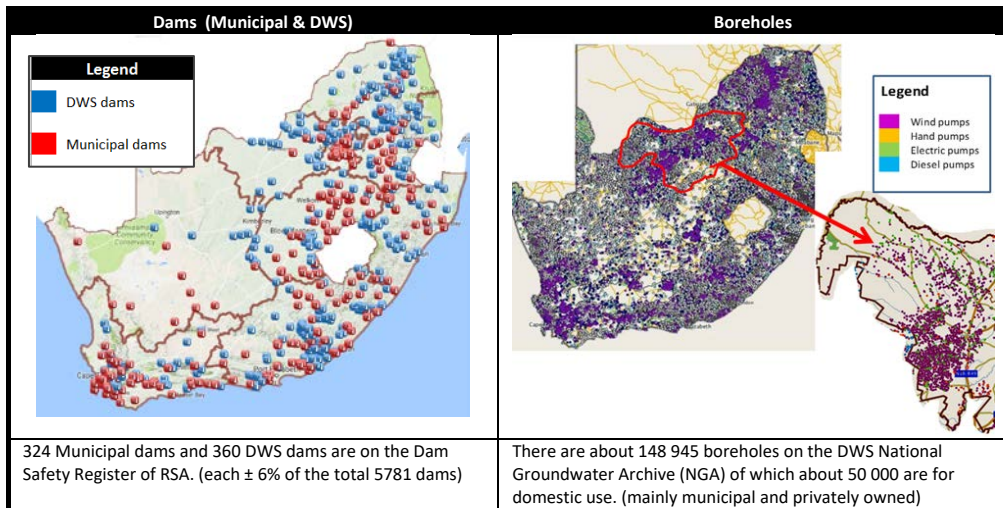 Dams  (Municipal & DWS)
Legend
DWS dams
Municipal dams
Upington
Kimberley
Welkom
324 Municipal dams and 360 DWS dams are on the Dam
Safety Register of RSA. (each ± 6% of the total 5781 dams)
Boreholes
Legend
Wind pumps
Hand pumps
Electric pumps
Diesel pumps
There are about 148 945 boreholes on the DWS National
Groundwater Archive (NGA) of which about 50 000 are for
domestic use. (mainly municipal and privately owned)